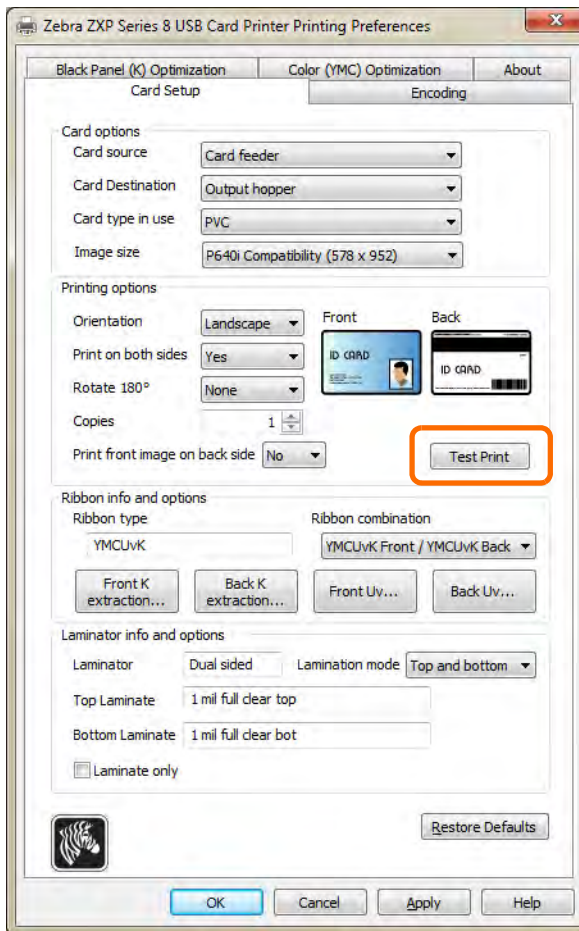 Zebra ZXP Series 8 USB Card Printer Printing Preferences
Black Panel (K) Optimization Color (YMC) Optimization About
Card Setup Encoding
Card options
Card source Card feeder
Card Destination Output hopper
Card type in use PVC
Image size P640i Compatibility (578 x 952)
Printing options
Orientation Landscape Front Back
Print on both sides Yes ID CARD ID CARD
Rotate 180° None
Copies 1
Print front image on back side No Test Print
Ribbon info and options
Ribbon type Ribbon combination
YMCUvK YMCUvK Front / YMCUvK Back
Front K extraction... Back K extraction... Front Uv... Back Uv...
Laminator info and options
Laminator Dual sided Lamination mode Top and bottom
Top Laminate 1 mil full clear top
Bottom Laminate 1 mil full clear bot
Laminate only
Restore Defaults
OK Cancel Apply Help